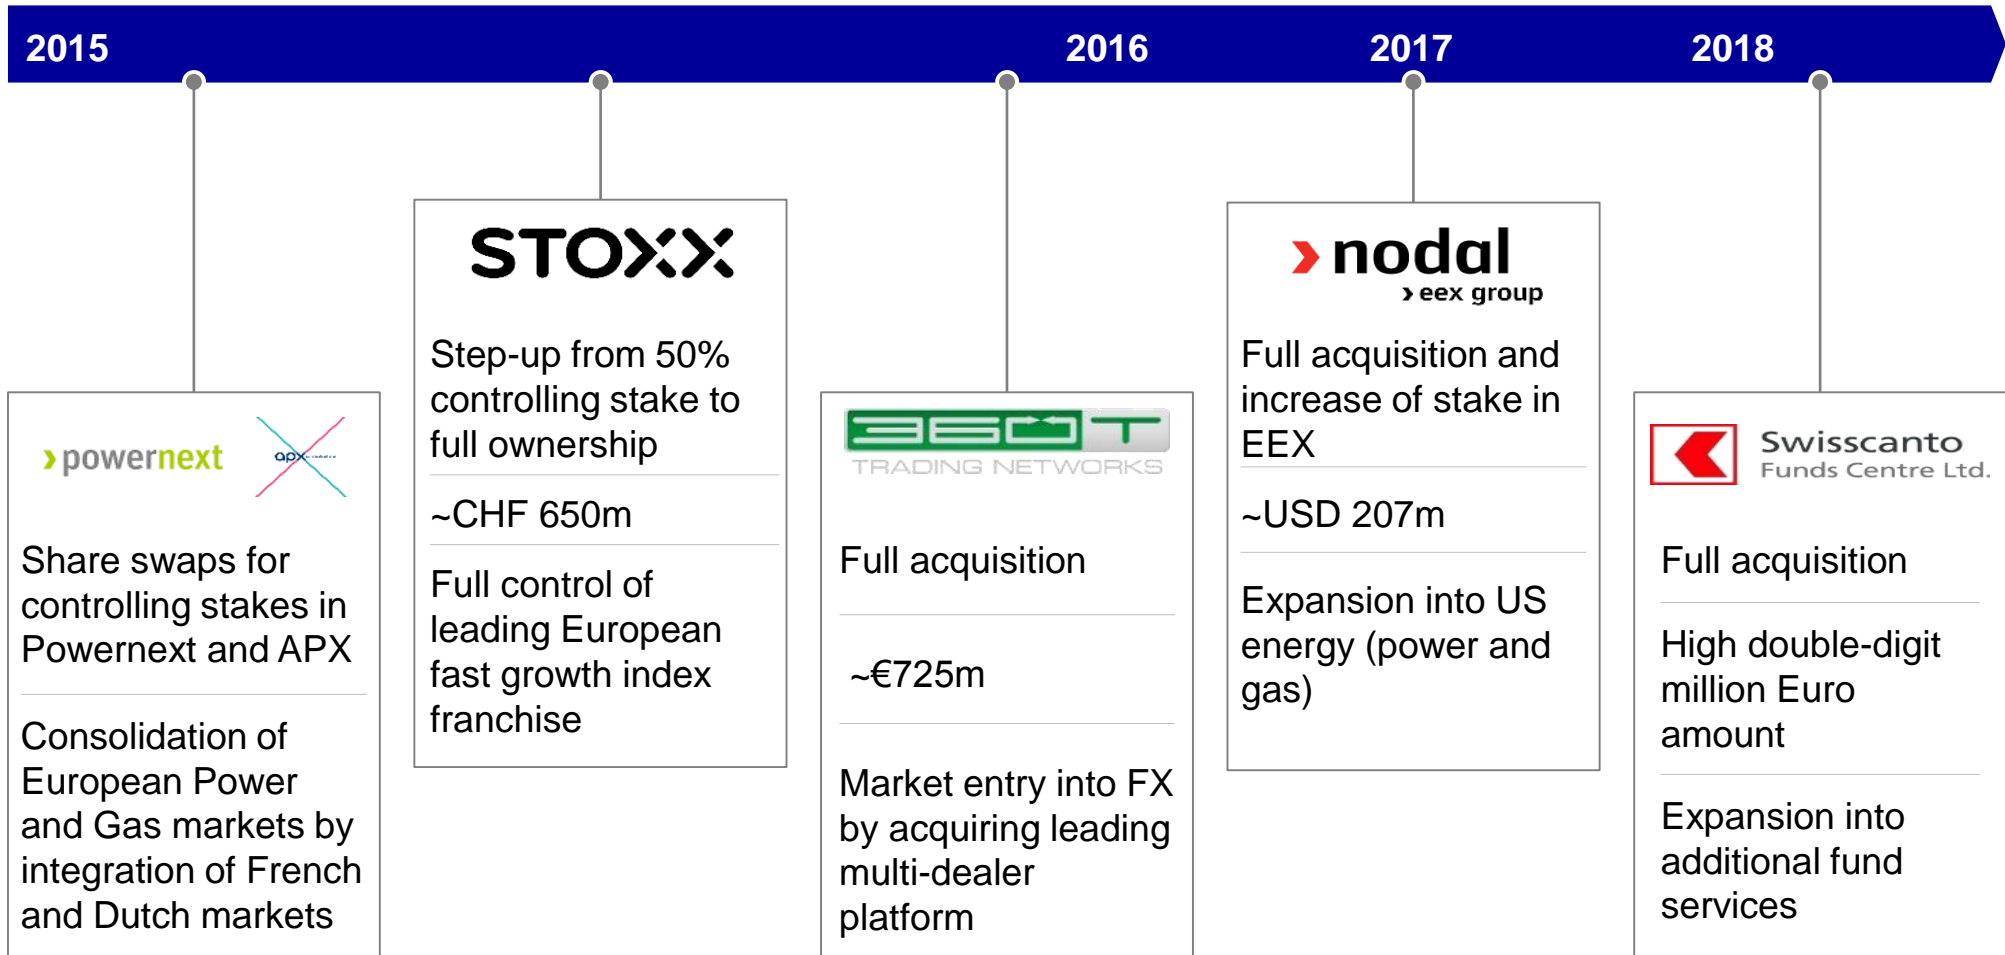 2015
2016
2017
2018
powernext
apx
Share swaps for
controlling stakes in
Powernext and APX
Consolidation of
European Power
and Gas markets by
integration of French
and Dutch markets
STOXX
Step-up from 50%
controlling stake to
full ownership
~CHF 650m
Full control of
leading European
fast growth index
franchise
360T
TRADING NETWORKS
Full acquisition
~€725m
Market entry into FX
by acquiring leading
multi-dealer
platform
nodal
eex group
Full acquisition and
increase of stake in
EEX
~USD 207m
Expansion into US
energy (power and
gas)
Swisscanto
Funds Centre Ltd.
Full acquisition
High double-digit
million Euro
amount
Expansion into
additional fund
services